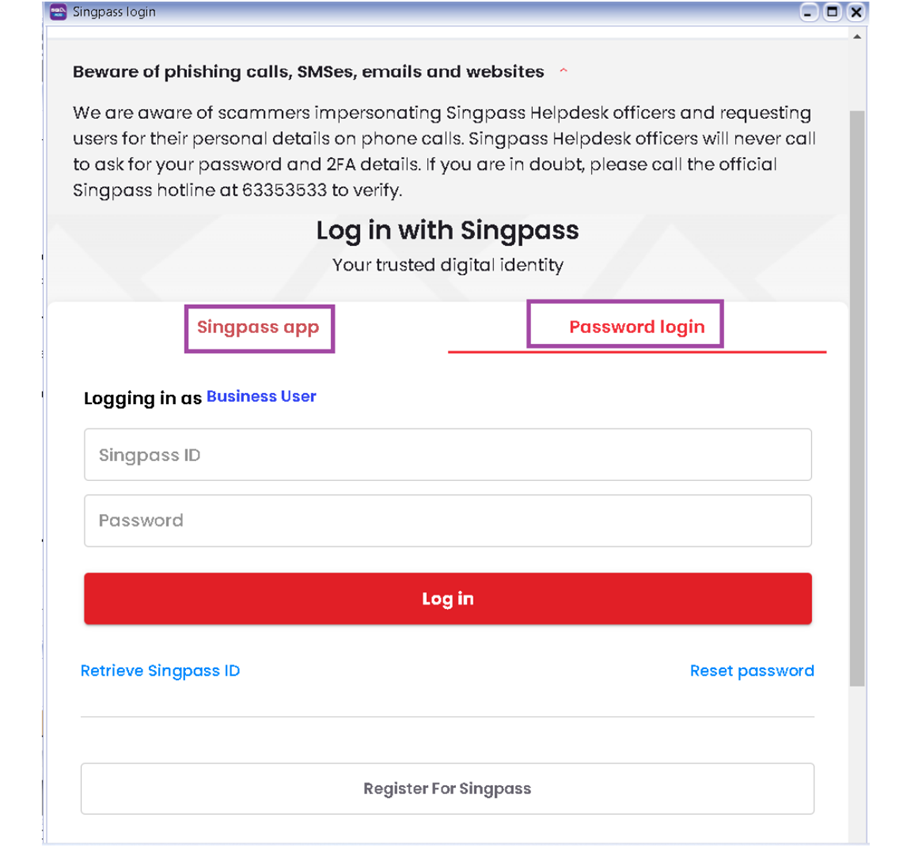 Singpass login
Beware of phishing calls, SMSes, emails and websites
We are aware of scammers impersonating Singpass Helpdesk officers and requesting
users for their personal details on phone calls. Singpass Helpdesk officers will never call
to ask for your password and 2FA details. If you are in doubt, please call the official
Singpass hotline at 63353533 to verify.
Log in with Singpass
Your trusted digital identity
Singpass app
Password login
Logging in as Business User
Singpass ID
Password
Log in
Retrieve Singpass ID
Reset password
Register For Singpass